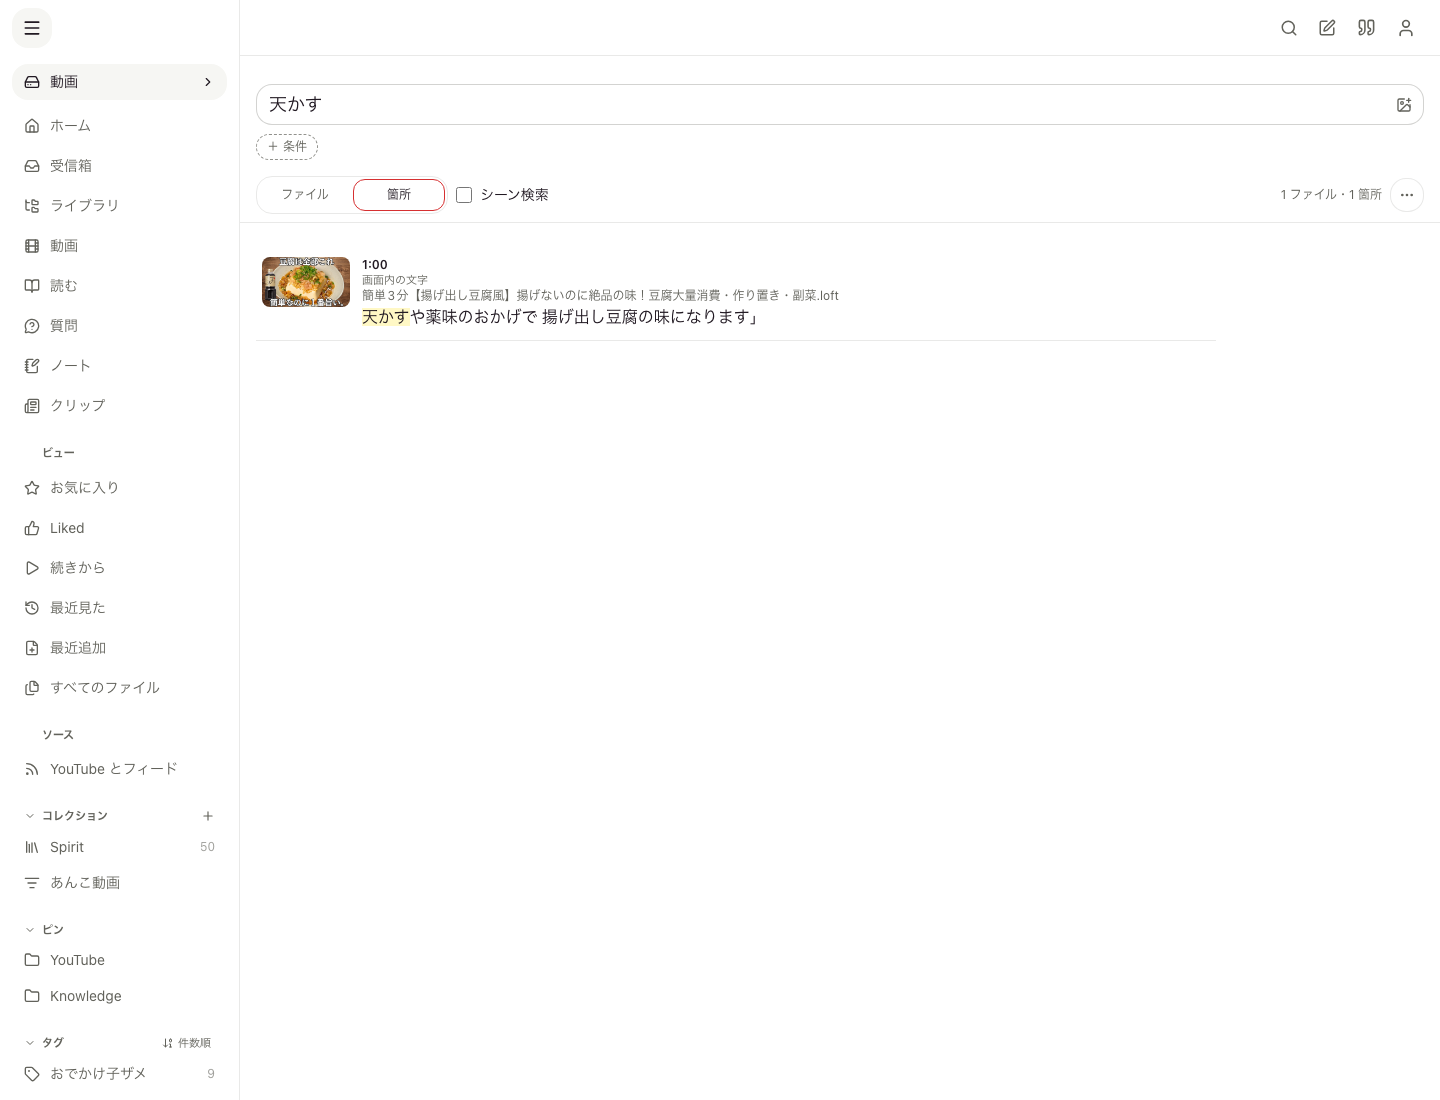 動画
ホーム
受信箱
ライブラリ
動画
読む
質問
ノート
クリップ
ビュー
お気に入り
Liked
続きから
最近見た
最近追加
すべてのファイル
ソース
YouTube とフィード
コレクション
Spirit 50
あんこ動画
ピン
YouTube
Knowledge
タグ 件数順
おでかけ子ザメ 9
天かす
+ 条件
ファイル 箇所 シーン検索 1 ファイル・1 箇所
簡単なのに1番旨い。
1:00
画面内の文字
簡単3分【揚げ出し豆腐風】揚げないのに絶品の味！豆腐大量消費・作り置き・副菜.loft
天かすや薬味のおかげで 揚げ出し豆腐の味になります」